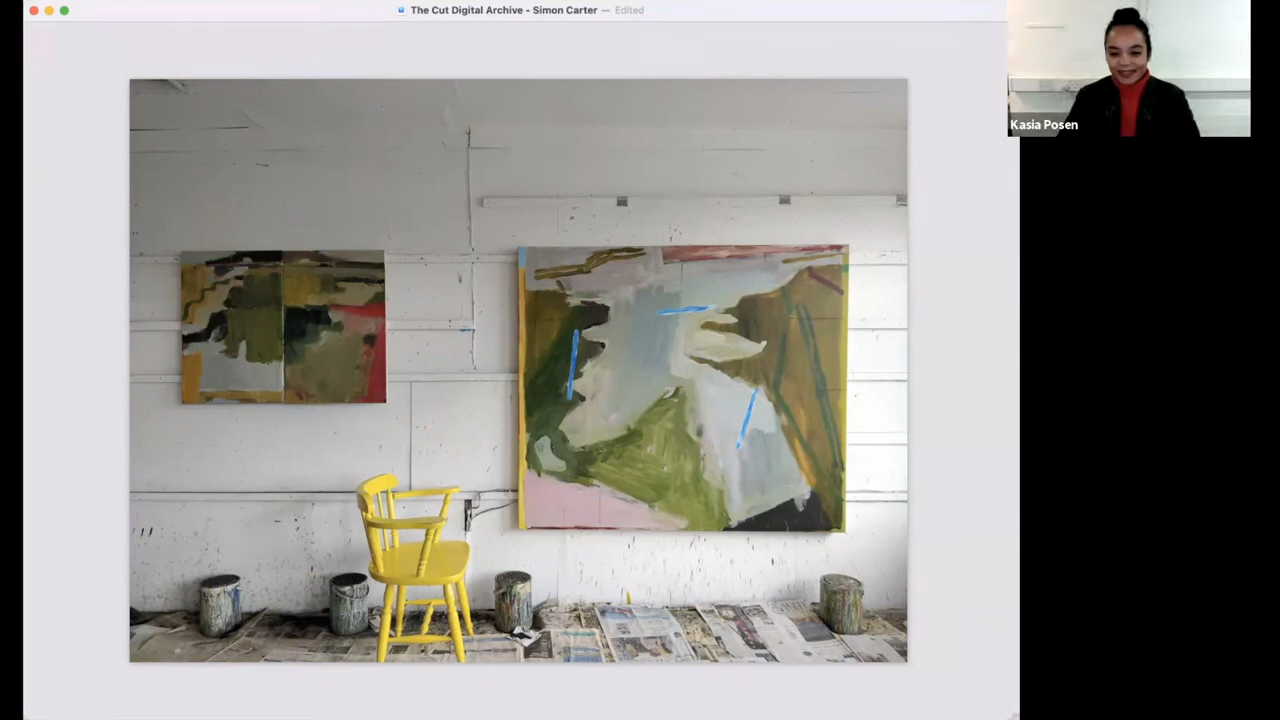 The Cut Digital Archive - Simon Carter — Edited
Kasia Posen